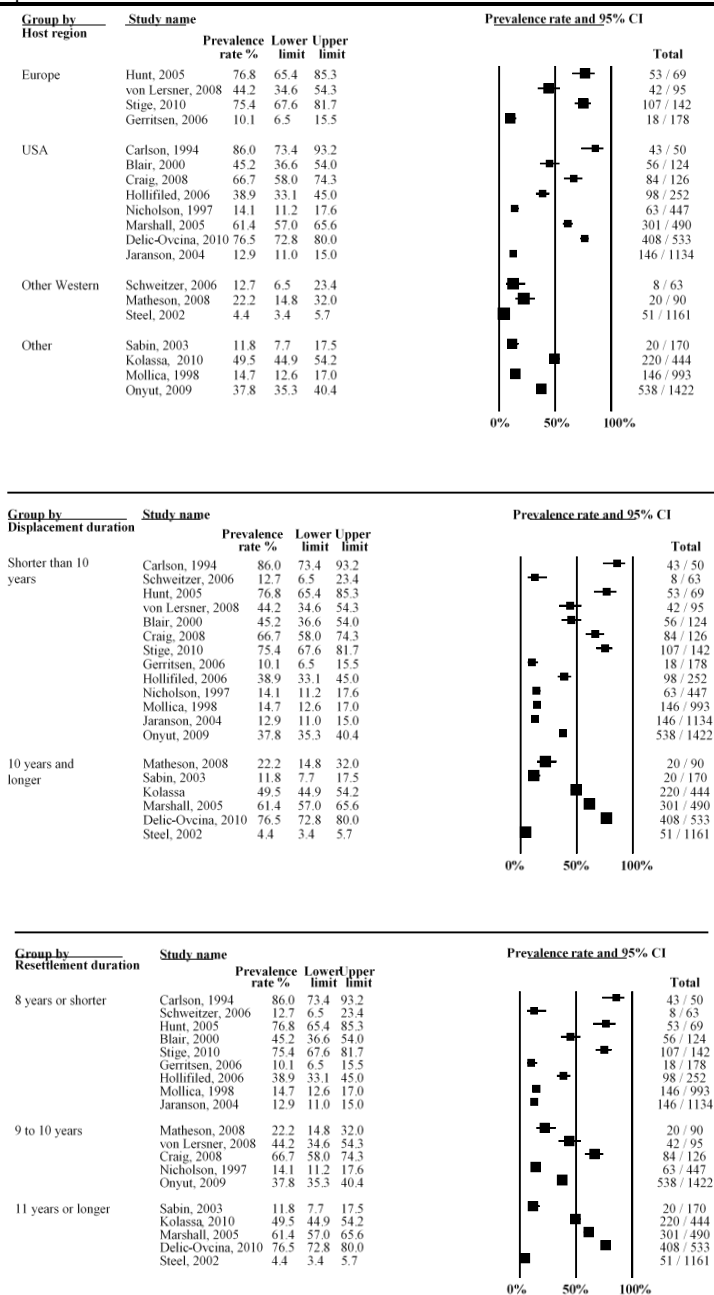 Group by Study name Prevalence rate and 95% CI
Host region
Prevalence Lower Upper
rate % limit limit Total
Europe Hunt, 2005 76.8 65.4 85.3 53 / 69
von Lersner, 2008 44.2 34.6 54.3 42 / 95
Stige, 2010 75.4 67.6 81.7 107 / 142
Gerritsen, 2006 10.1 6.5 15.5 18 / 178
USA Carlson, 1994 86.0 73.4 93.2 43 / 50
Blair, 2000 45.2 36.6 54.0 56 / 124
Craig, 2008 66.7 58.0 74.3 84 / 126
Hollifiled, 2006 38.9 33.1 45.0 98 / 252
Nicholson, 1997 14.1 11.2 17.6 63 / 447
Marshall, 2005 61.4 57.0 65.6 301 / 490
Delic-Ovcina, 2010 76.5 72.8 80.0 408 / 533
Jaranson, 2004 12.9 11.0 15.0 146 / 1134
Other Western Schweitzer, 2006 12.7 6.5 23.4 8 / 63
Matheson, 2008 22.2 14.8 32.0 20 / 90
Steel, 2002 4.4 3.4 5.7 51 / 1161
Other Sabin, 2003 11.8 7.7 17.5 20 / 170
Kolassa, 2010 49.5 44.9 54.2 220 / 444
Mollica, 1998 14.7 12.6 17.0 146 / 993
Onyut, 2009 37.8 35.3 40.4 538 / 1422
0% 50% 100%
Group by Study name Prevalence rate and 95% CI
Displacement duration
Prevalence Lower Upper
rate % limit limit Total
Shorter than 10 Carlson, 1994 86.0 73.4 93.2 43 / 50
years Schweitzer, 2006 12.7 6.5 23.4 8 / 63
Hunt, 2005 76.8 65.4 85.3 53 / 69
von Lersner, 2008 44.2 34.6 54.3 42 / 95
Blair, 2000 45.2 36.6 54.0 56 / 124
Craig, 2008 66.7 58.0 74.3 84 / 126
Stige, 2010 75.4 67.6 81.7 107 / 142
Gerritsen, 2006 10.1 6.5 15.5 18 / 178
Hollifiled, 2006 38.9 33.1 45.0 98 / 252
Nicholson, 1997 14.1 11.2 17.6 63 / 447
Mollica, 1998 14.7 12.6 17.0 146 / 993
Jaranson, 2004 12.9 11.0 15.0 146 / 1134
Onyut, 2009 37.8 35.3 40.4 538 / 1422
10 years and Matheson, 2008 22.2 14.8 32.0 20 / 90
longer Sabin, 2003 11.8 7.7 17.5 20 / 170
Kolassa 49.5 44.9 54.2 220 / 444
Marshall, 2005 61.4 57.0 65.6 301 / 490
Delic-Ovcina, 2010 76.5 72.8 80.0 408 / 533
Steel, 2002 4.4 3.4 5.7 51 / 1161
0% 50% 100%
Group by Study name Prevalence rate and 95% CI
Resettlement duration
Prevalence Lower Upper
rate % limit limit Total
8 years or shorter Carlson, 1994 86.0 73.4 93.2 43 / 50
Schweitzer, 2006 12.7 6.5 23.4 8 / 63
Hunt, 2005 76.8 65.4 85.3 53 / 69
Blair, 2000 45.2 36.6 54.0 56 / 124
Stige, 2010 75.4 67.6 81.7 107 / 142
Gerritsen, 2006 10.1 6.5 15.5 18 / 178
Hollifiled, 2006 38.9 33.1 45.0 98 / 252
Mollica, 1998 14.7 12.6 17.0 146 / 993
Jaranson, 2004 12.9 11.0 15.0 146 / 1134
9 to 10 years Matheson, 2008 22.2 14.8 32.0 20 / 90
von Lersner, 2008 44.2 34.6 54.3 42 / 95
Craig, 2008 66.7 58.0 74.3 84 / 126
Nicholson, 1997 14.1 11.2 17.6 63 / 447
Onyut, 2009 37.8 35.3 40.4 538 / 1422
11 years or longer Sabin, 2003 11.8 7.7 17.5 20 / 170
Kolassa, 2010 49.5 44.9 54.2 220 / 444
Marshall, 2005 61.4 57.0 65.6 301 / 490
Delic-Ovcina, 2010 76.5 72.8 80.0 408 / 533
Steel, 2002 4.4 3.4 5.7 51 / 1161
0% 50% 100%